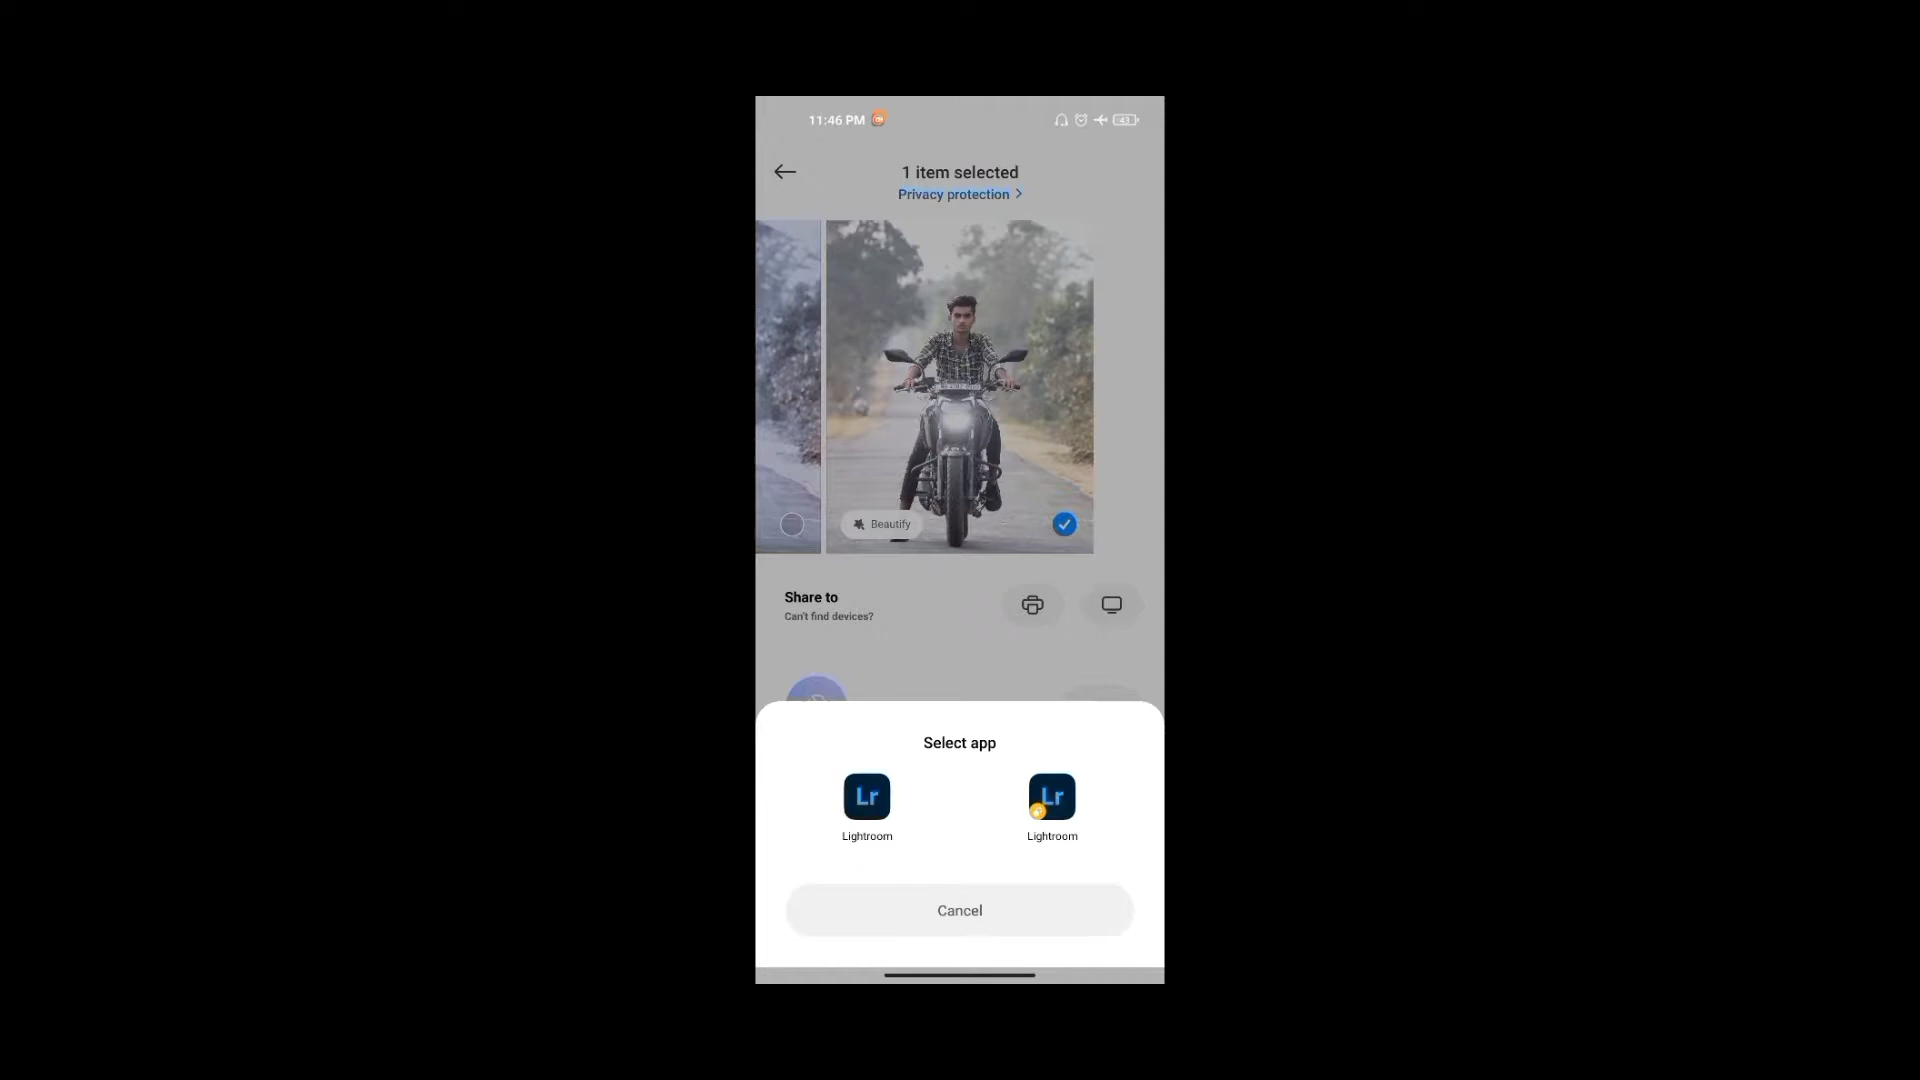 11:46 PM
43
1 item selected
Privacy protection >
Beautify
Share to
Can't find devices?
Select app
Lr
Lr
Lightroom
Lightroom
Cancel